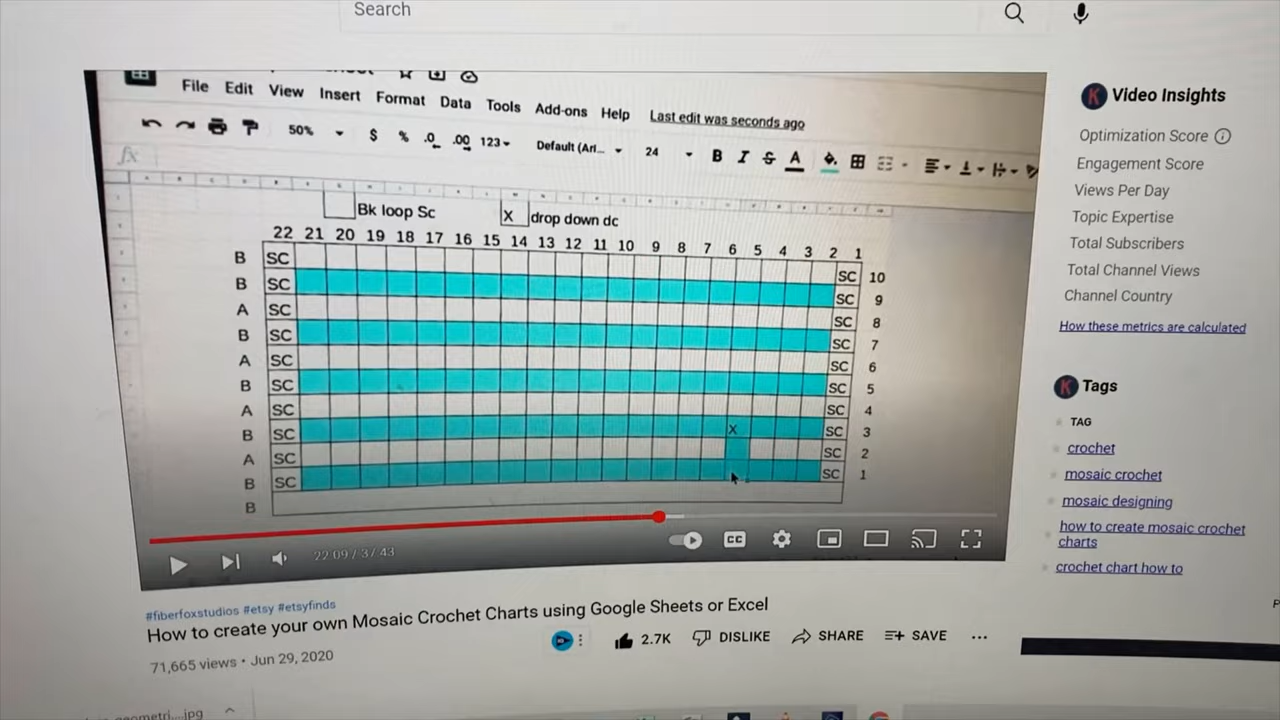 Search
File Edit View Insert Format Data Tools Add-ons Help Last edit was seconds ago
50% $ % .0 .00 123 Default (Ari... 24 B I S A
fx
Bk loop Sc X drop down dc
22 21 20 19 18 17 16 15 14 13 12 11 10 9 8 7 6 5 4 3 2 1
B SC SC 10
B SC SC 9
A SC SC 8
B SC SC 7
A SC SC 6
B SC SC 5
A SC SC 4
B SC X SC 3
A SC SC 2
B SC SC 1
B
CC
22:09 / 37:43
#fiberfoxstudios #etsy #etsyfinds
How to create your own Mosaic Crochet Charts using Google Sheets or Excel
71,665 views • Jun 29, 2020
2.7K DISLIKE SHARE SAVE ...
K Video Insights
Optimization Score
Engagement Score
Views Per Day
Topic Expertise
Total Subscribers
Total Channel Views
Channel Country
How these metrics are calculated
K Tags
TAG
crochet
mosaic crochet
mosaic designing
how to create mosaic crochet
charts
crochet chart how to